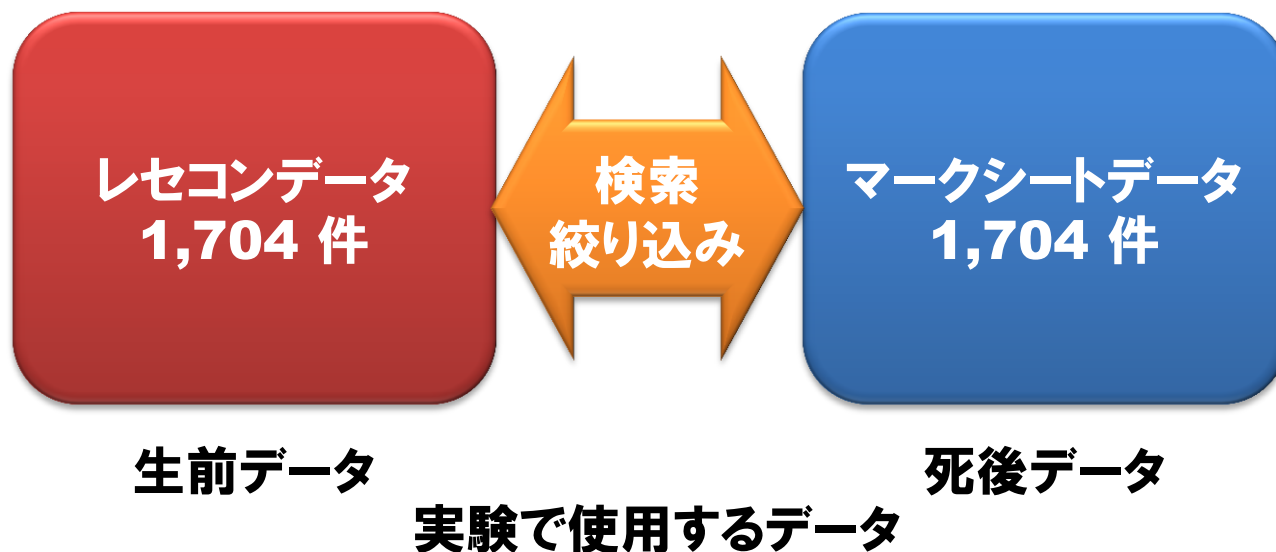 レセコンデータ
1,704 件
検索
絞り込み
マークシートデータ
1,704 件
生前データ
死後データ
実験で使用するデータ